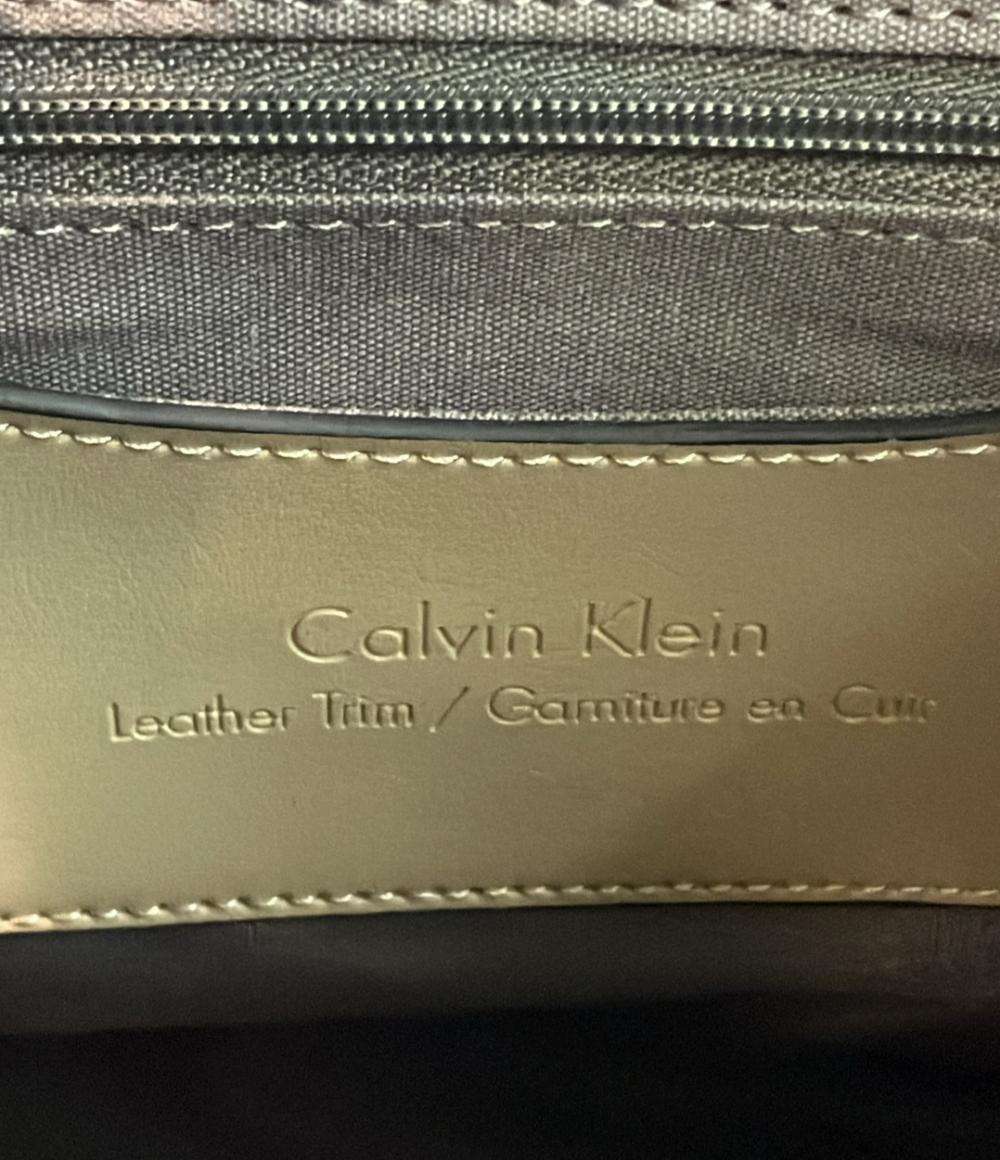 Calvin Klein
Leather Trim / Garniture en Cuir